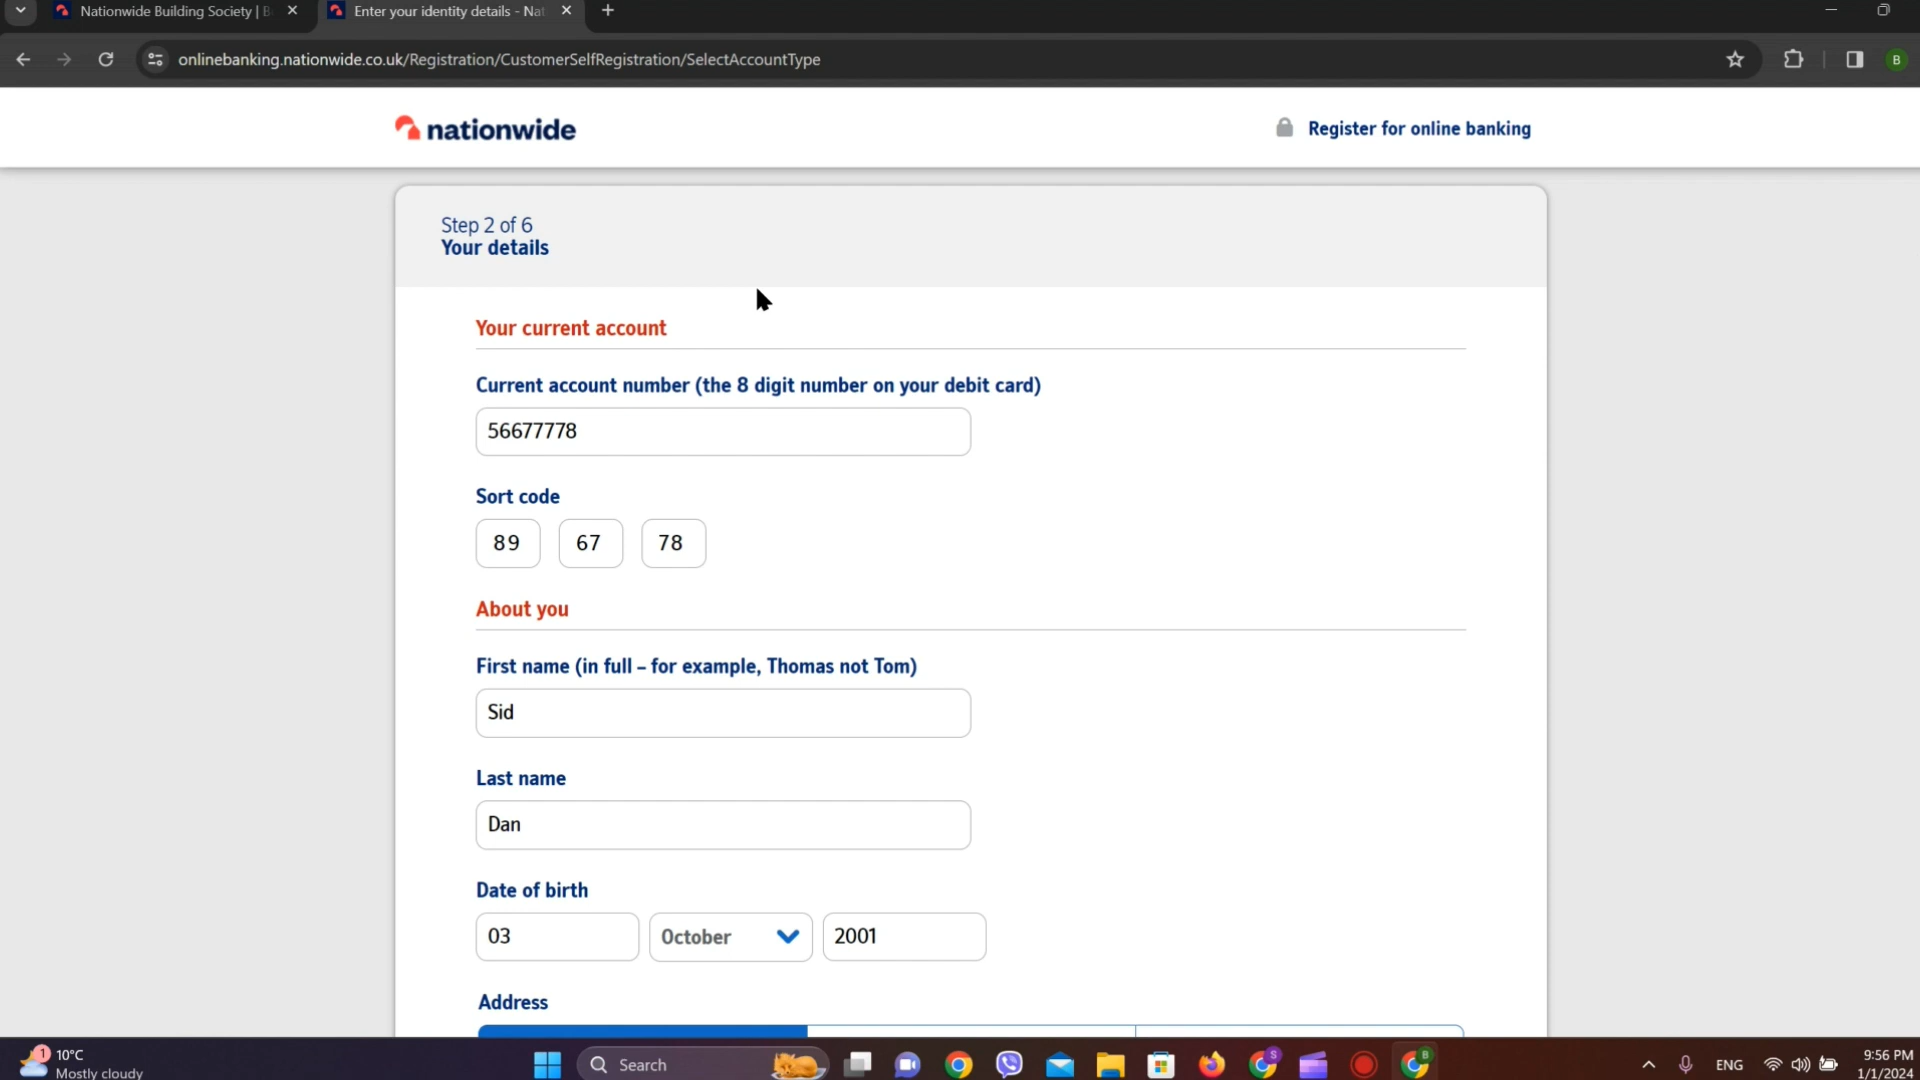 Nationwide Building Society | B
Enter your identity details - Nat
onlinebanking.nationwide.co.uk/Registration/CustomerSelfRegistration/SelectAccountType
B
nationwide
Register for online banking
Step 2 of 6
Your details
Your current account
Current account number (the 8 digit number on your debit card)
56677778
Sort code
89 67 78
About you
First name (in full – for example, Thomas not Tom)
Sid
Last name
Dan
Date of birth
03 October 2001
Address
1
10°C
Mostly cloudy
Search
S
B
ENG
9:56 PM
1/1/2024